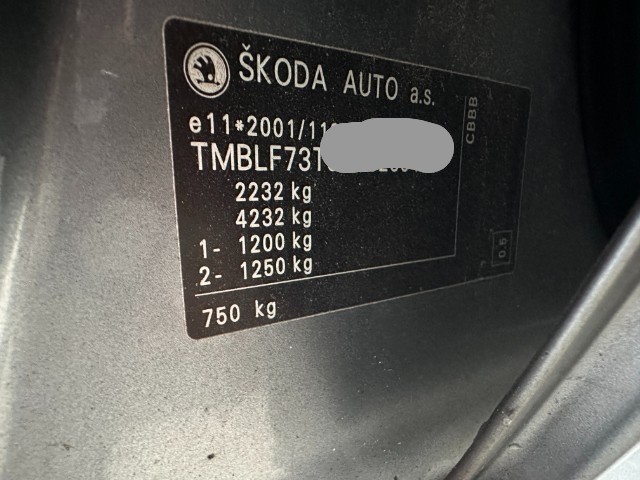 ŠKODA AUTO a.s.
e11*2001/11
TMBLF73T
2232 kg
4232 kg
1- 1200 kg
2- 1250 kg
750 kg
CBBB
0.5